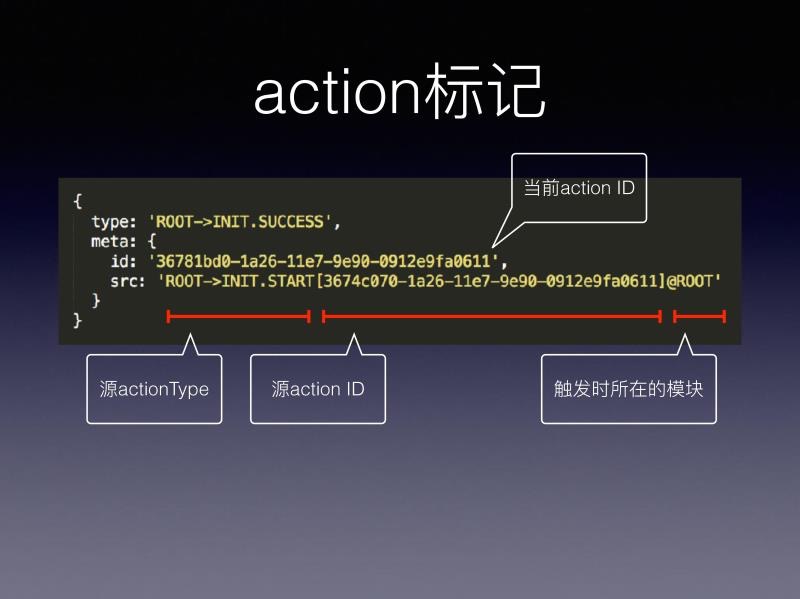 action标记
当前action ID
{
type: 'ROOT->INIT.SUCCESS',
meta: {
id: '36781bd0-1a26-11e7-9e90-0912e9fa0611',
src: 'ROOT->INIT.START[3674c070-1a26-11e7-9e90-0912e9fa0611]@ROOT'
}
}
源actionType
源action ID
触发时所在的模块